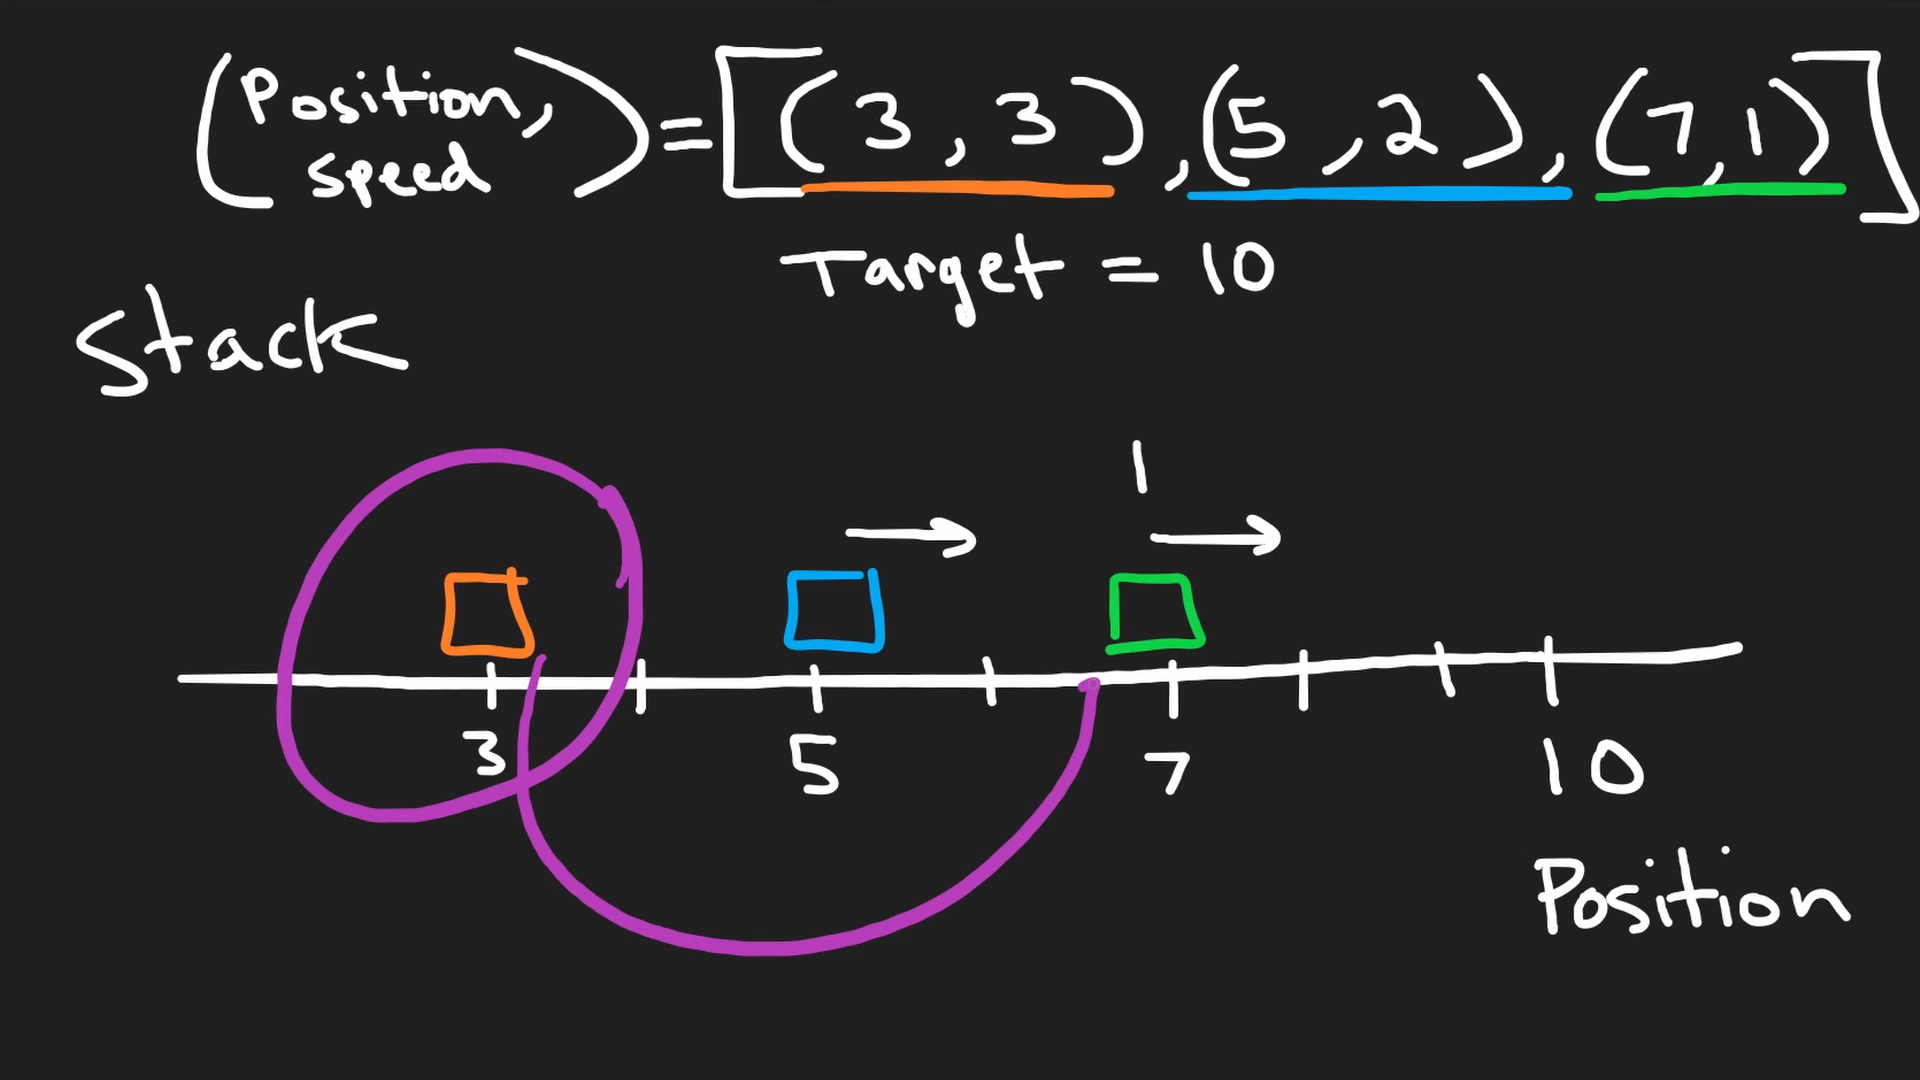 (Position, speed) = [(3, 3), (5, 2), (7, 1)]
Target = 10
Stack
1
3 5 7 10
Position